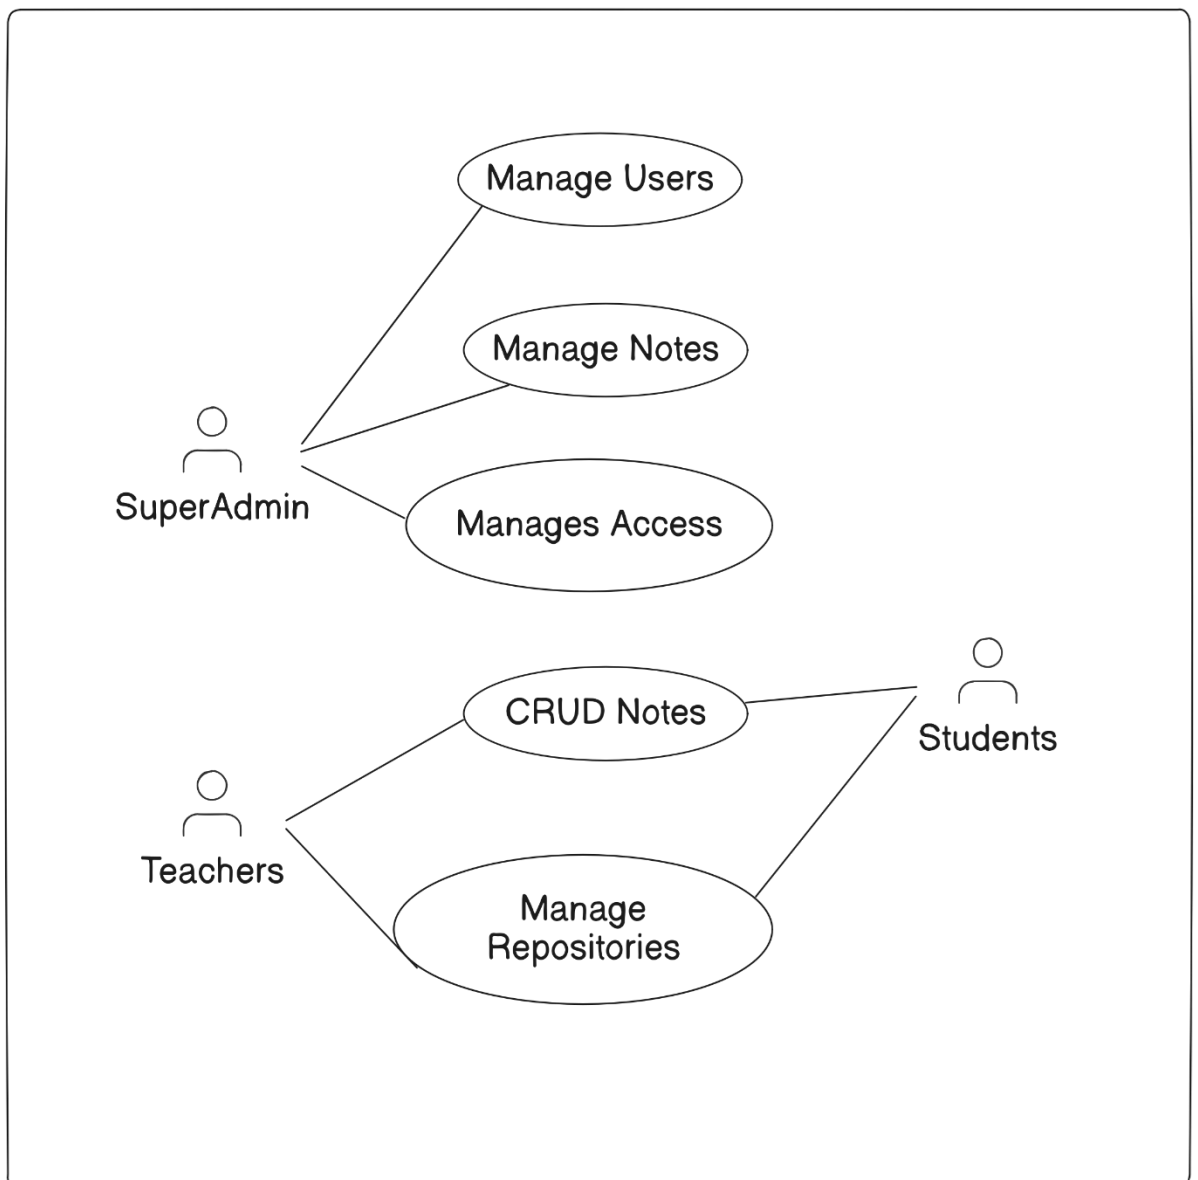 Manage Users
Manage Notes
SuperAdmin
Manages Access
CRUD Notes
Students
Teachers
Manage
Repositories